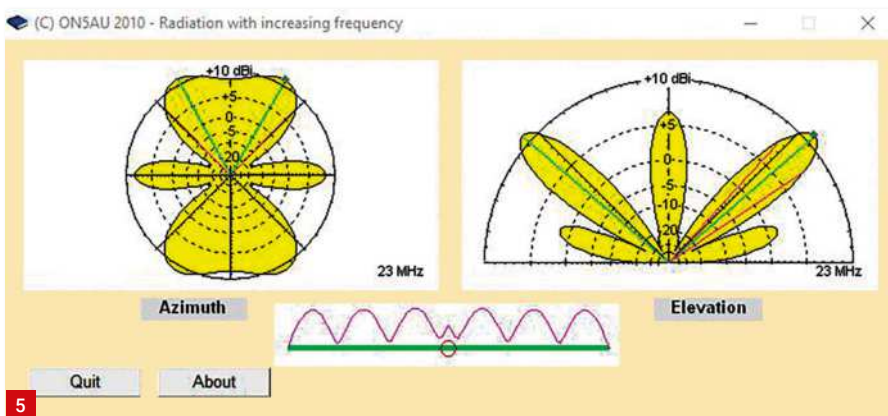 (C) ON5AU 2010 - Radiation with increasing frequency
+10 dBi
+5
0
-5
20
23 MHz
+10 dBi
+5
0
-5
-10
20
23 MHz
Azimuth
Elevation
Quit
About
5